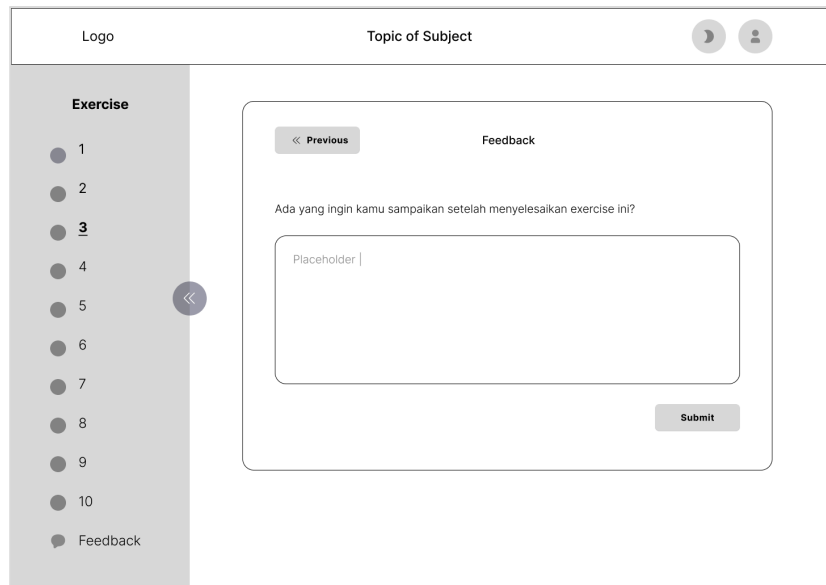 Logo
Topic of Subject
Exercise
1
2
3
4
5
6
7
8
9
10
Feedback
Previous
Feedback
Ada yang ingin kamu sampaikan setelah menyelesaikan exercise ini?
Placeholder
Submit